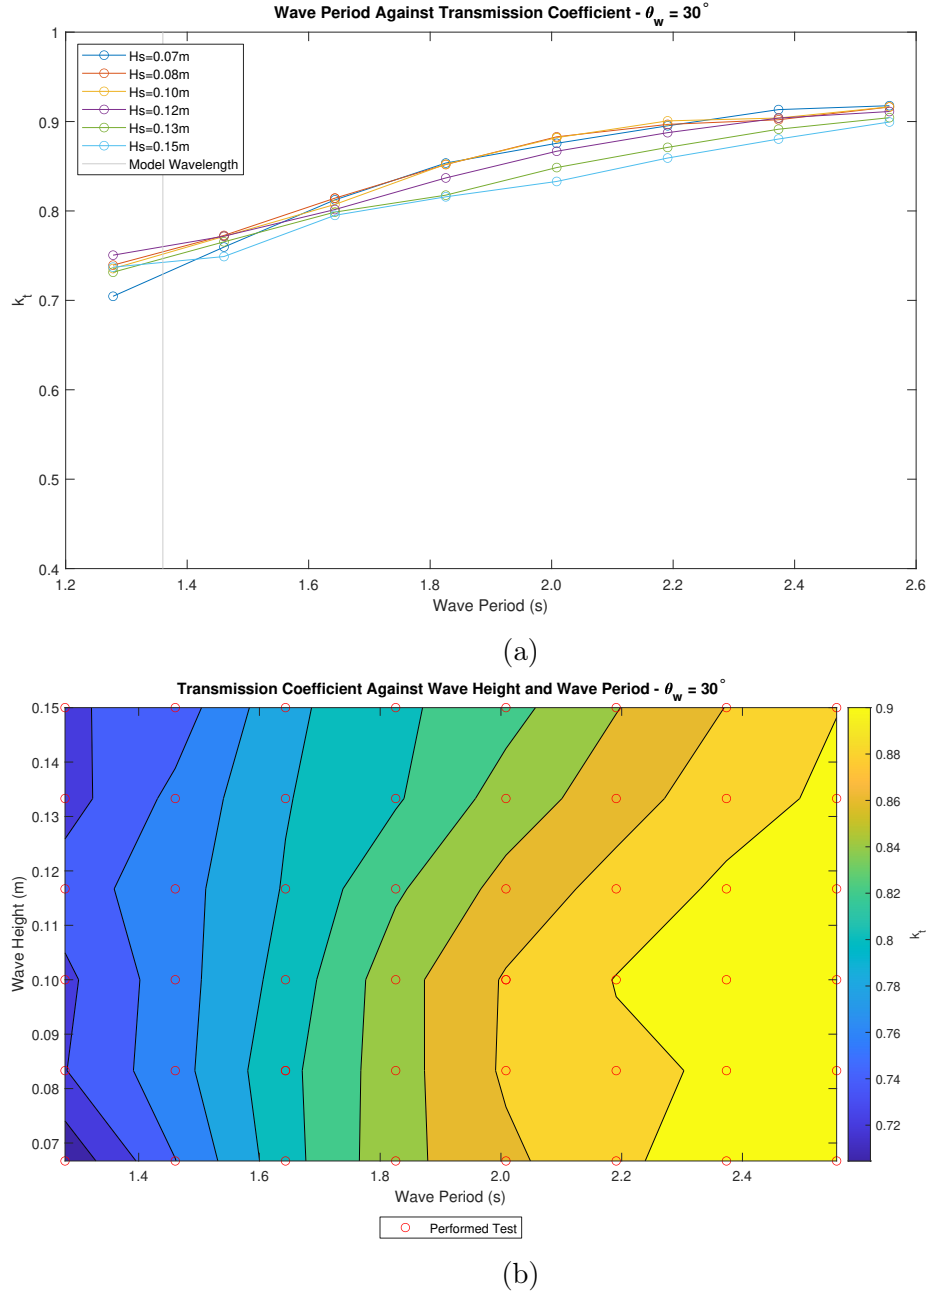 Wave Period Against Transmission Coefficient - θw = 30°
1
0.9
0.8
0.7
0.6
0.5
0.4
kt
Hs=0.07m
Hs=0.08m
Hs=0.10m
Hs=0.12m
Hs=0.13m
Hs=0.15m
Model Wavelength
1.2 1.4 1.6 1.8 2.0 2.2 2.4 2.6
Wave Period (s)
(a)
Transmission Coefficient Against Wave Height and Wave Period - θw = 30°
0.15
0.14
0.13
0.12
0.11
0.10
0.09
0.08
0.07
Wave Height (m)
1.4 1.6 1.8 2.0 2.2 2.4
Wave Period (s)
0.9
0.88
0.86
0.84
0.82
0.8
0.78
0.76
0.74
0.72
kt
Performed Test
(b)